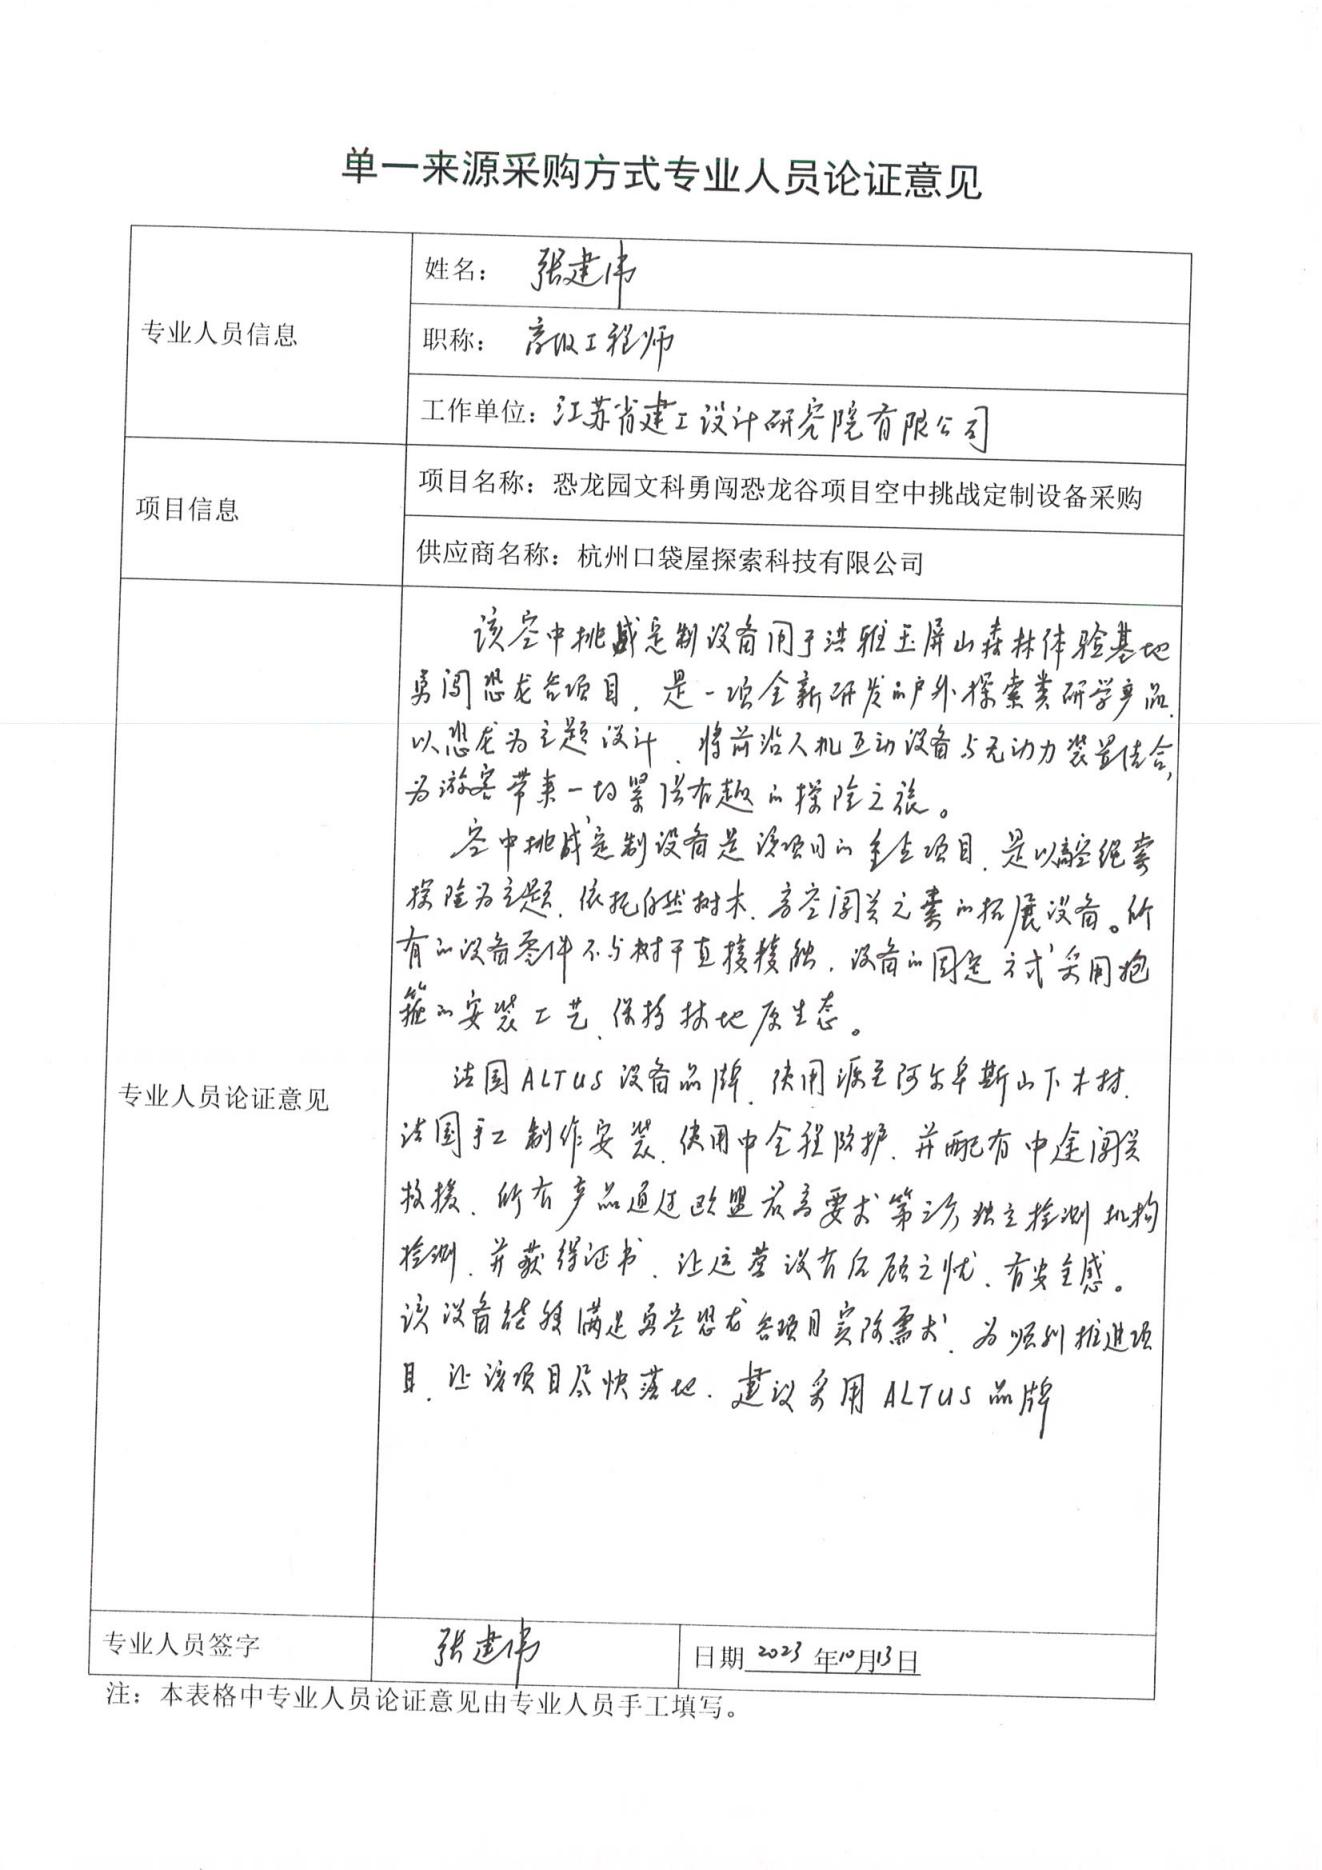 单一来源采购方式专业人员论证意见
专业人员信息
姓名： 张建伟
职称： 高级工程师
工作单位：江苏省建工设计研究院有限公司
项目信息
项目名称：恐龙园文科勇闯恐龙谷项目空中挑战定制设备采购
供应商名称：杭州口袋屋探索科技有限公司
专业人员论证意见
该空中挑战定制设备用于洪雅玉屏山森林体验基地
勇闯恐龙谷项目，是一项全新研发的户外探索类研学产品，
以恐龙为主题设计，将前沿人机互动设备与无动力装置结合，
为游客带来一场紧张有趣的探险之旅。
空中挑战定制设备是该项目的重点项目，是以高空绳索
探险为主题，依托自然树木，高空闯关元素的拓展设备。所
有的设备零件不与树干直接接触，设备的固定方式采用抱
箍的安装工艺，保持林地原生态。
法国ALTUS设备品牌，使用源至阿尔卑斯山下木材，
法国手工制作安装，使用中全程防护，并配有中途闯关
救援，所有产品通过欧盟最高要求第三方独立检测机构
检测，并获得证书，让运营没有后顾之忧，有安全感。
该设备能够满足勇闯恐龙谷项目实际需求，为顺利推进项
目，让该项目尽快落地，建议采用ALTUS品牌
专业人员签字
张建伟
日期 2023 年10月13日
注：本表格中专业人员论证意见由专业人员手工填写。